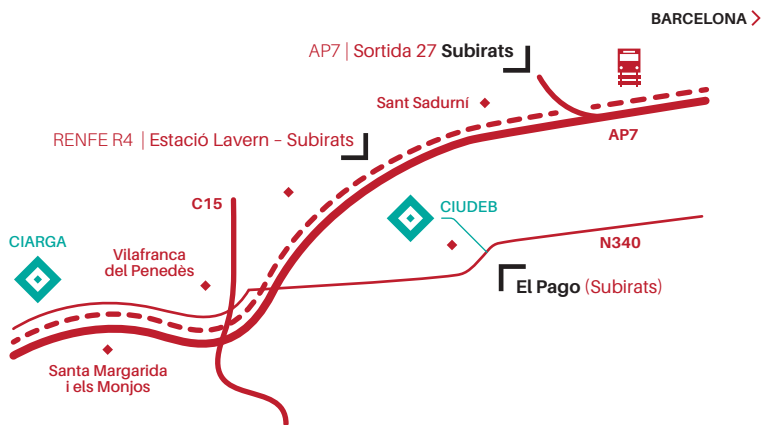 BARCELONA
AP7 | Sortida 27 Subirats
Sant Sadurní
AP7
RENFE R4 | Estació Lavern – Subirats
C15
CIUDEB
CIARGA
N340
Vilafranca
del Penedès
El Pago (Subirats)
Santa Margarida
i els Monjos